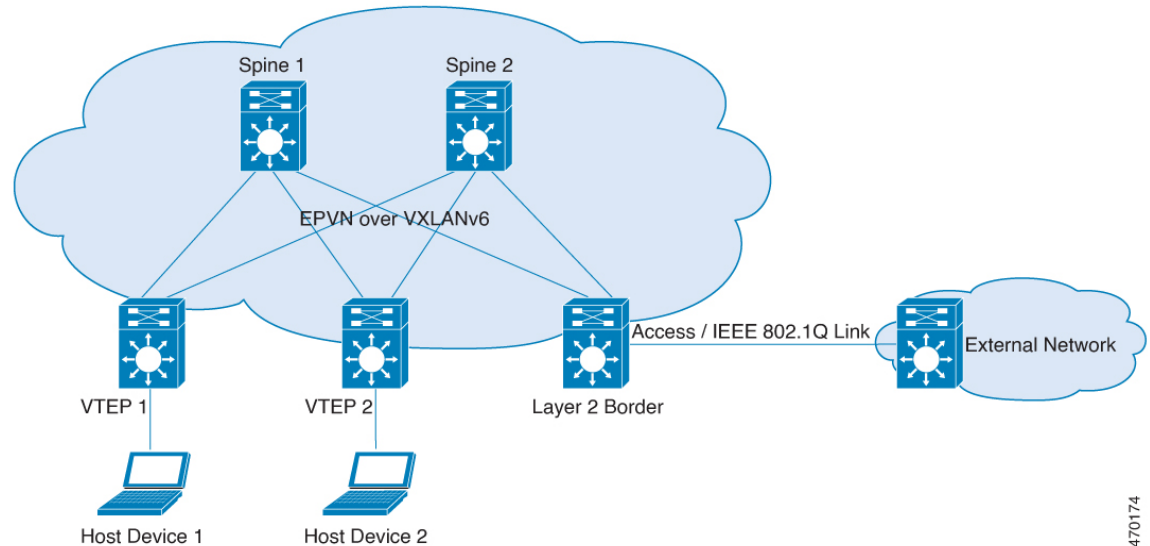 Spine 1
Spine 2
EPVN over VXLANv6
Access / IEEE 802.1Q Link
External Network
VTEP 1
VTEP 2
Layer 2 Border
Host Device 1
Host Device 2
470174